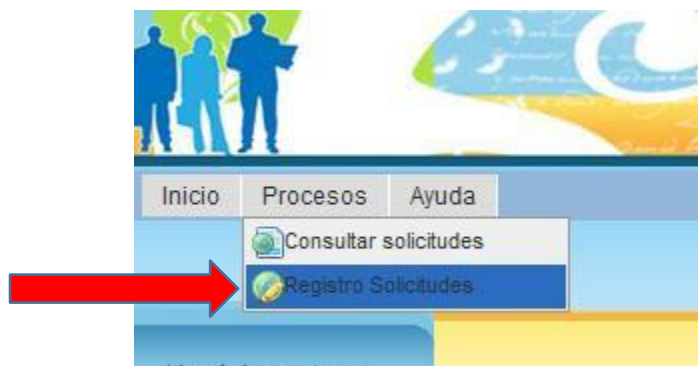 Inicio Procesos Ayuda
Consultar solicitudes
Registro Solicitudes